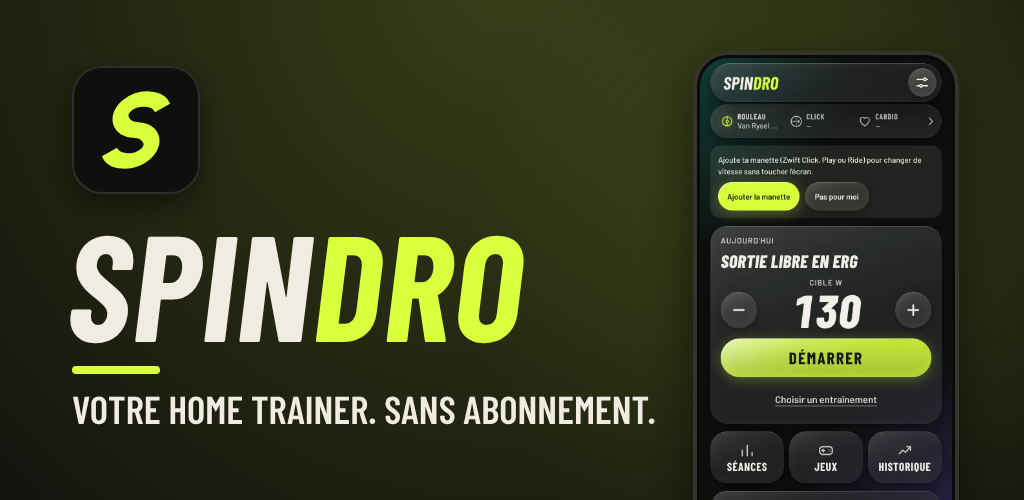 S
SPINDRO
VOTRE HOME TRAINER. SANS ABONNEMENT.
SPINDRO
ROULEAU
Van Rysel ...
CLICK
–
CARDIO
–
Ajoute ta manette (Zwift Click, Play ou Ride) pour changer de
vitesse sans toucher l'écran.
Ajouter la manette
Pas pour moi
AUJOURD'HUI
SORTIE LIBRE EN ERG
CIBLE W
− 130 +
DÉMARRER
Choisir un entraînement
SÉANCES
JEUX
HISTORIQUE